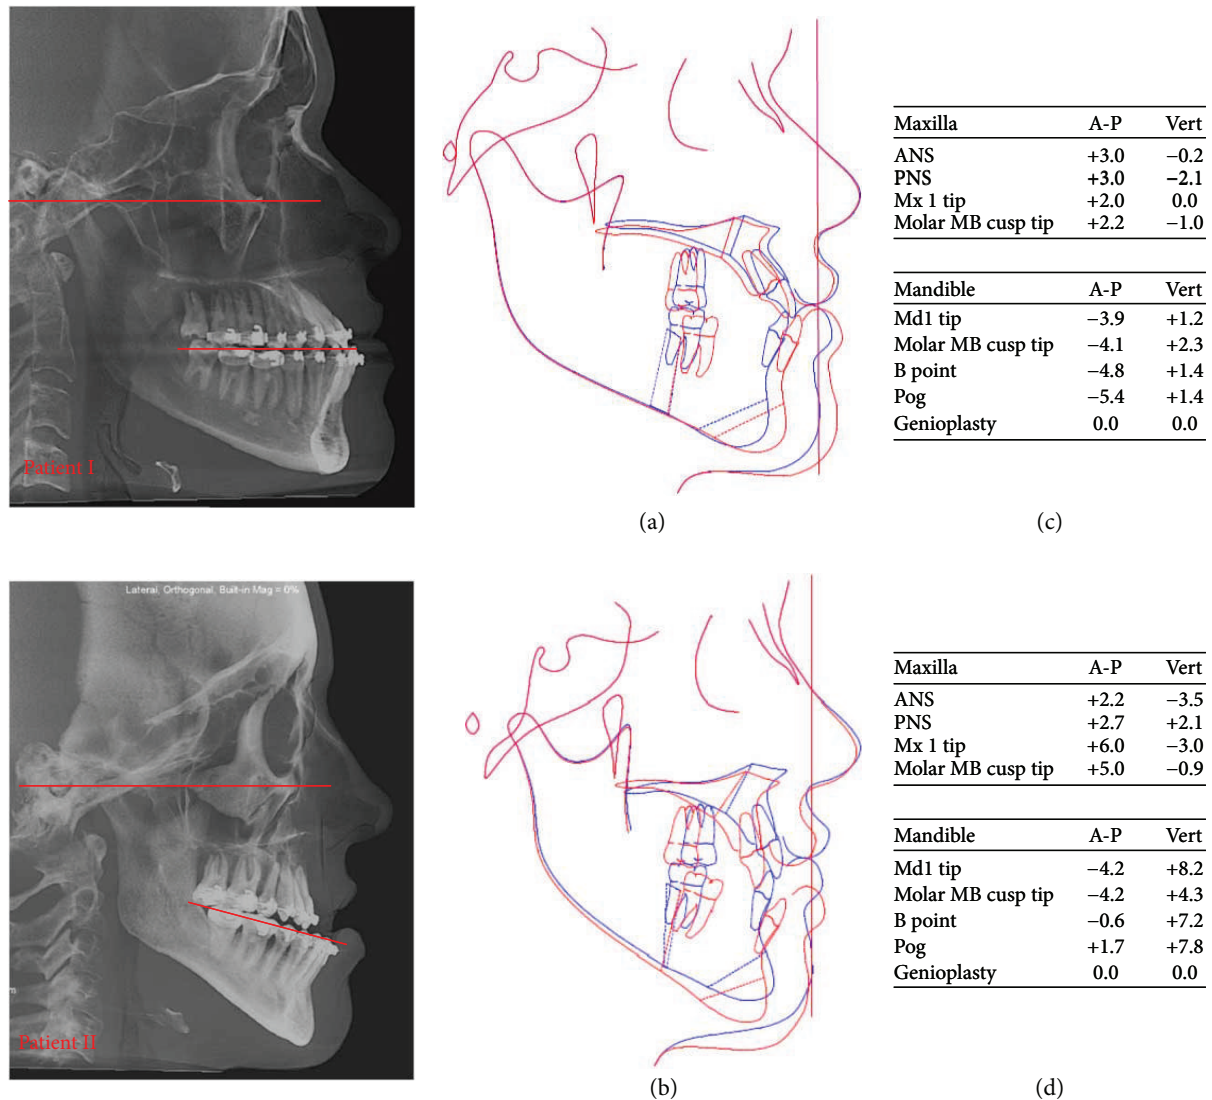 Maxilla A-P Vert
ANS +3.0 −0.2
PNS +3.0 −2.1
Mx 1 tip +2.0 0.0
Molar MB cusp tip +2.2 −1.0
Mandible A-P Vert
Md1 tip −3.9 +1.2
Molar MB cusp tip −4.1 +2.3
B point −4.8 +1.4
Pog −5.4 +1.4
Genioplasty 0.0 0.0
Patient I
(a)
(c)
Lateral, Orthogonal, Built-in Mag = 0%
Maxilla A-P Vert
ANS +2.2 −3.5
PNS +2.7 +2.1
Mx 1 tip +6.0 −3.0
Molar MB cusp tip +5.0 −0.9
Mandible A-P Vert
Md1 tip −4.2 +8.2
Molar MB cusp tip −4.2 +4.3
B point −0.6 +7.2
Pog +1.7 +7.8
Genioplasty 0.0 0.0
Patient II
(b)
(d)